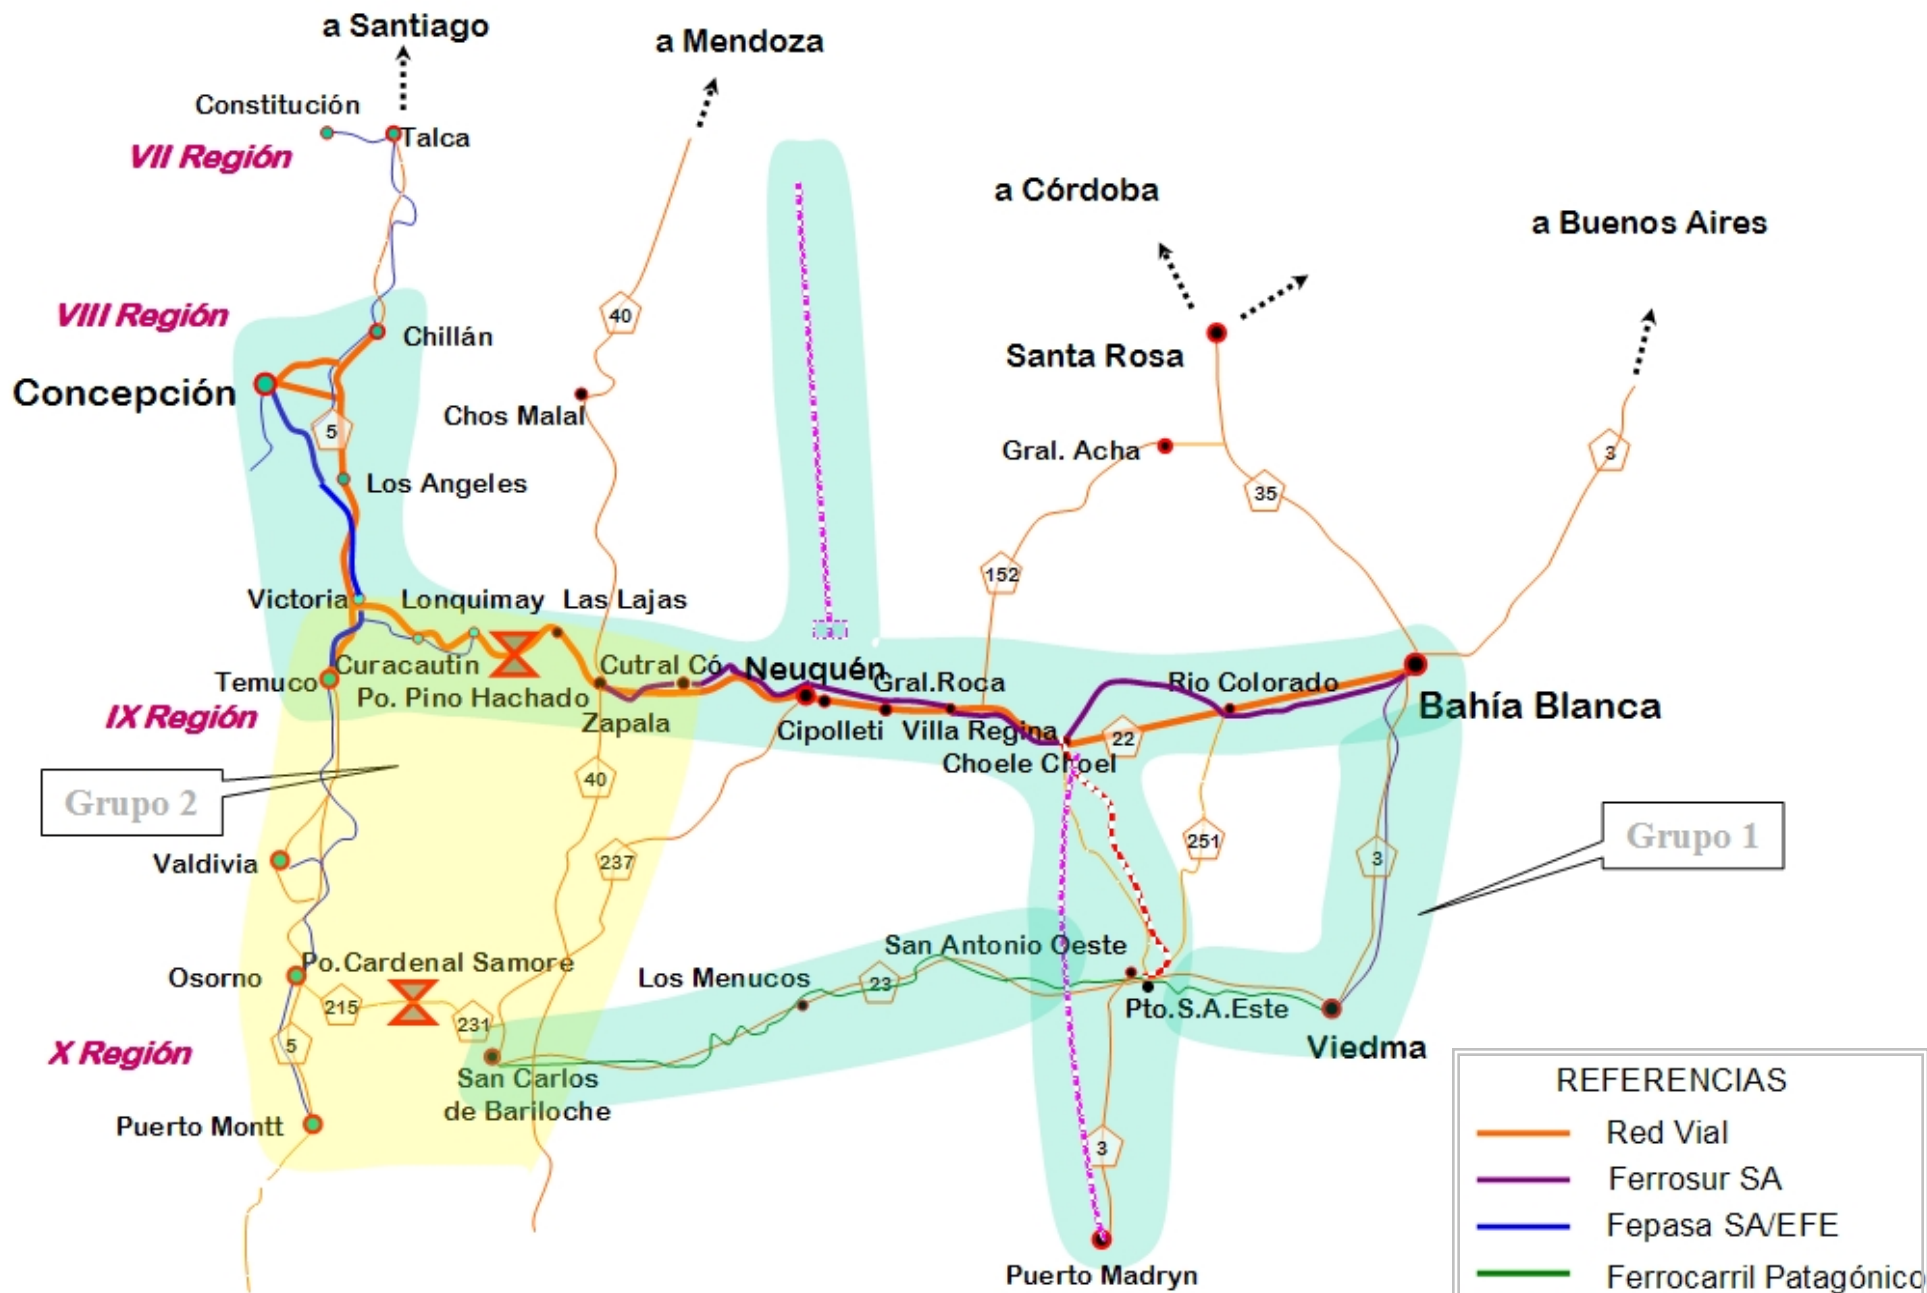 a Santiago
a Mendoza
Constitución
Talca
VII Región
a Córdoba
a Buenos Aires
VIII Región
40
Chillán
Santa Rosa
Concepción
Chos Malal
5
Gral. Acha
3
Los Angeles
35
152
Victoria
Lonquimay
Las Lajas
Curacautin
Cutral Có
Neuquén
Temuco
Po. Pino Hachado
Gral.Roca
Rio Colorado
IX Región
Zapala
Cipolleti
Villa Regina
22
Bahía Blanca
Choele Choel
40
Grupo 2
237
251
Grupo 1
Valdivia
3
San Antonio Oeste
Osorno
Po.Cardenal Samore
Los Menucos
23
215
231
Pto.S.A.Este
5
X Región
Viedma
San Carlos
de Bariloche
Puerto Montt
3
Puerto Madryn
REFERENCIAS
Red Vial
Ferrosur SA
Fepasa SA/EFE
Ferrocarril Patagónico